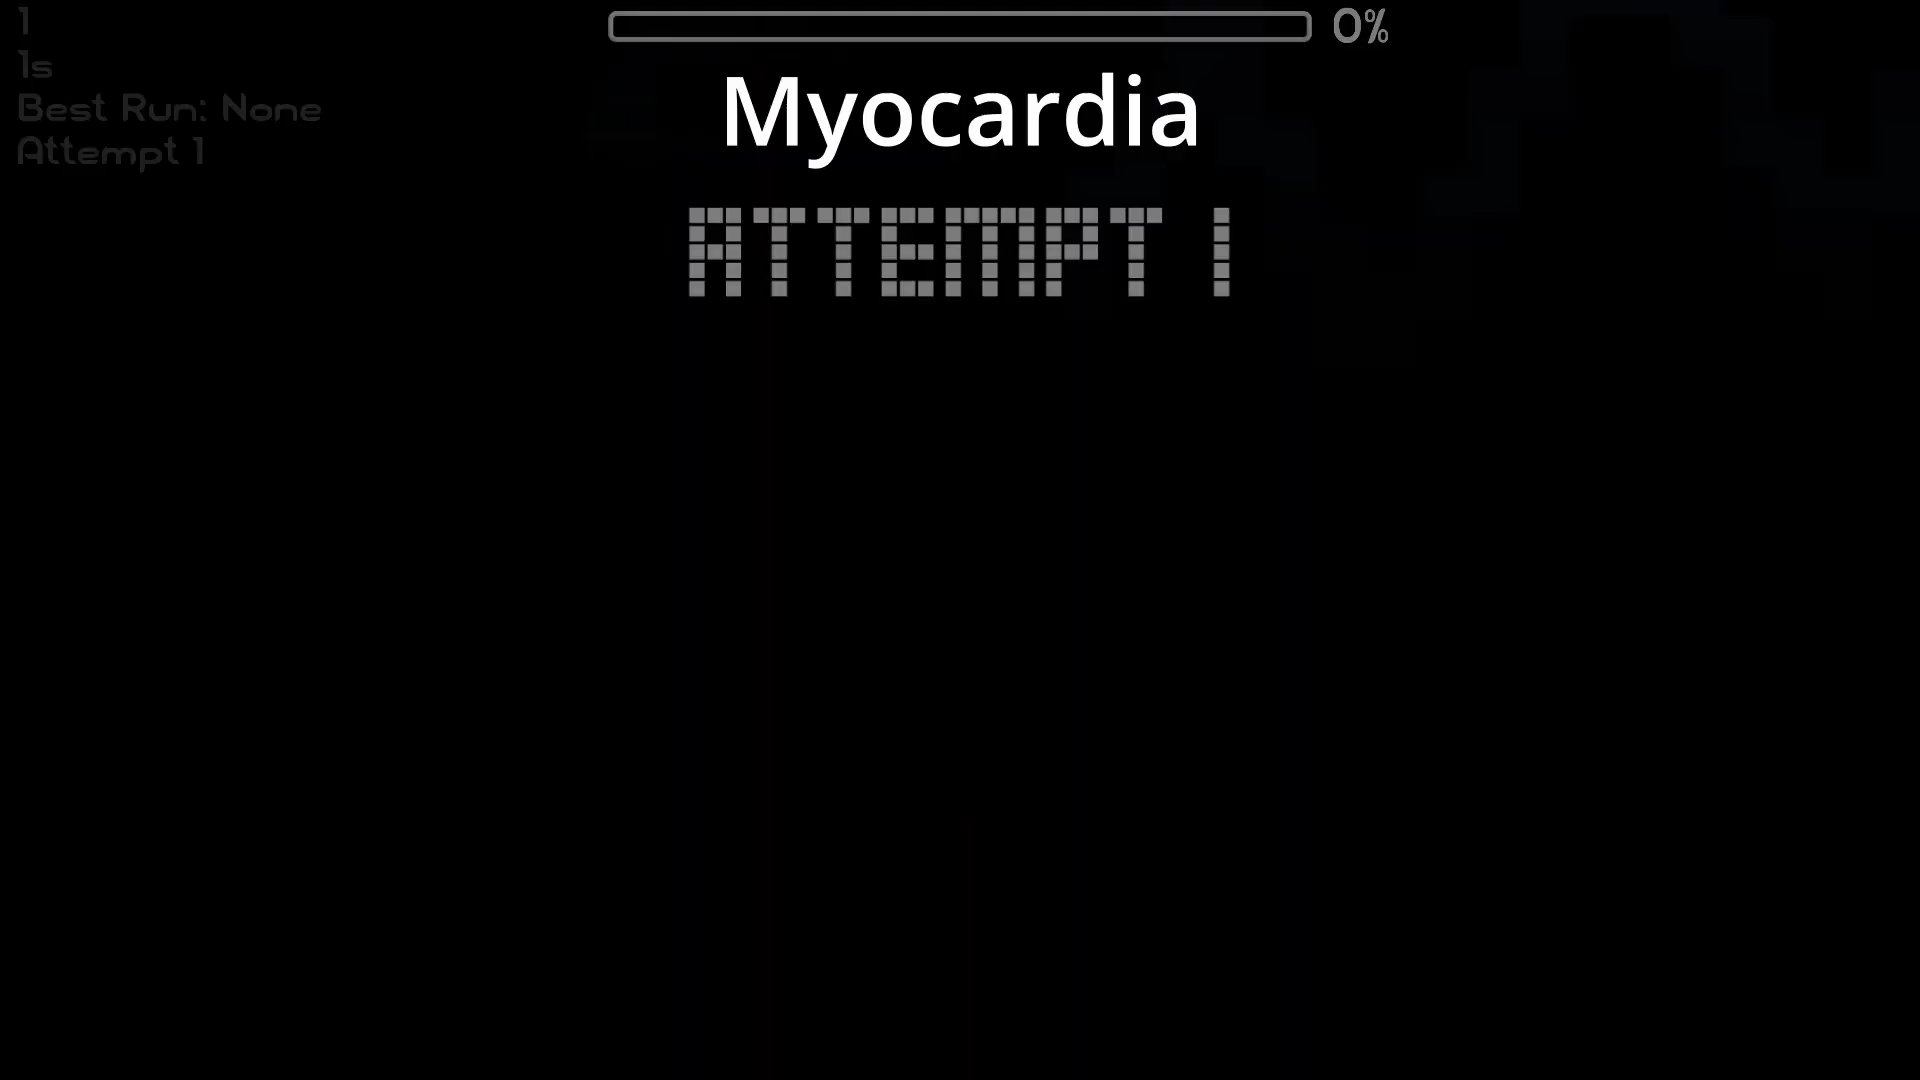 1
1s
Best Run: None
Attempt 1
0%
Myocardia
ATTEMPT 1